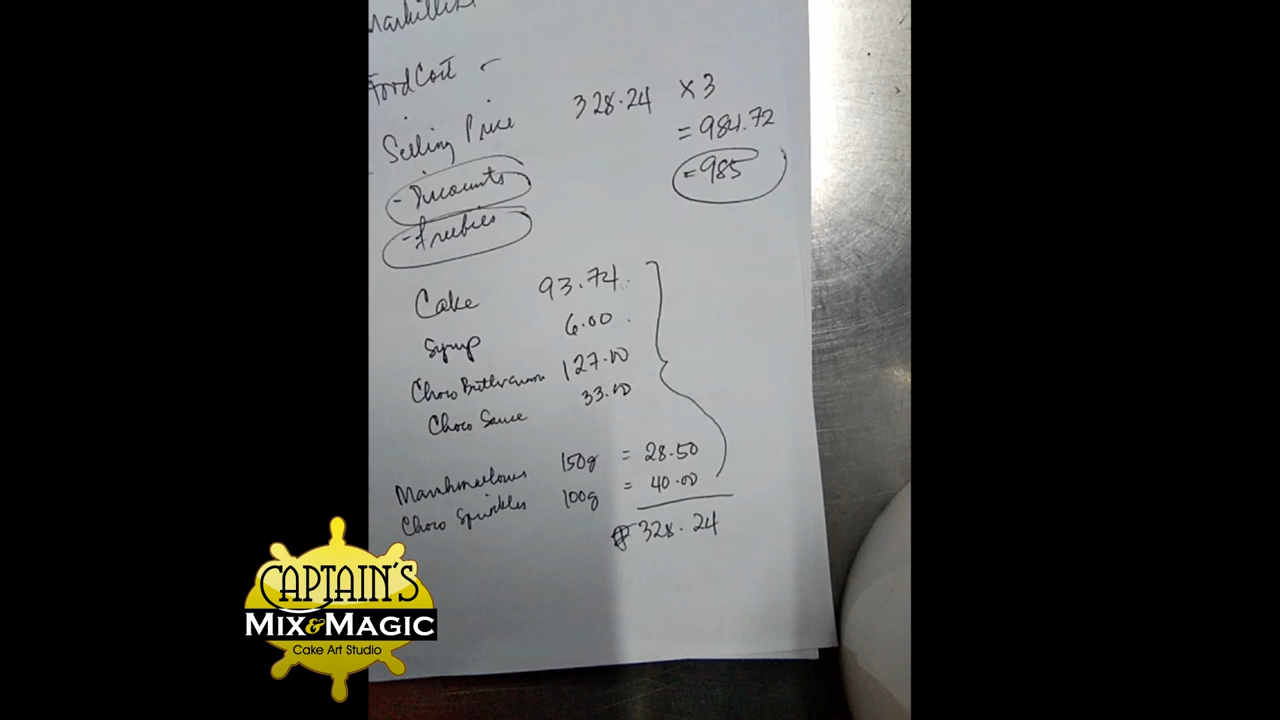 Food Cost -
Selling Price 328.24 x 3
= 984.72
- Discounts = 985
- Freebies
Cake 93.74
Syrup 6.00
Choco Buttercream 127.00
Choco Sauce 33.00
Marshmallows 150g = 28.50
Choco Sprinkles 100g = 40.00
₱ 328.24
CAPTAIN'S
MIX & MAGIC
Cake Art Studio